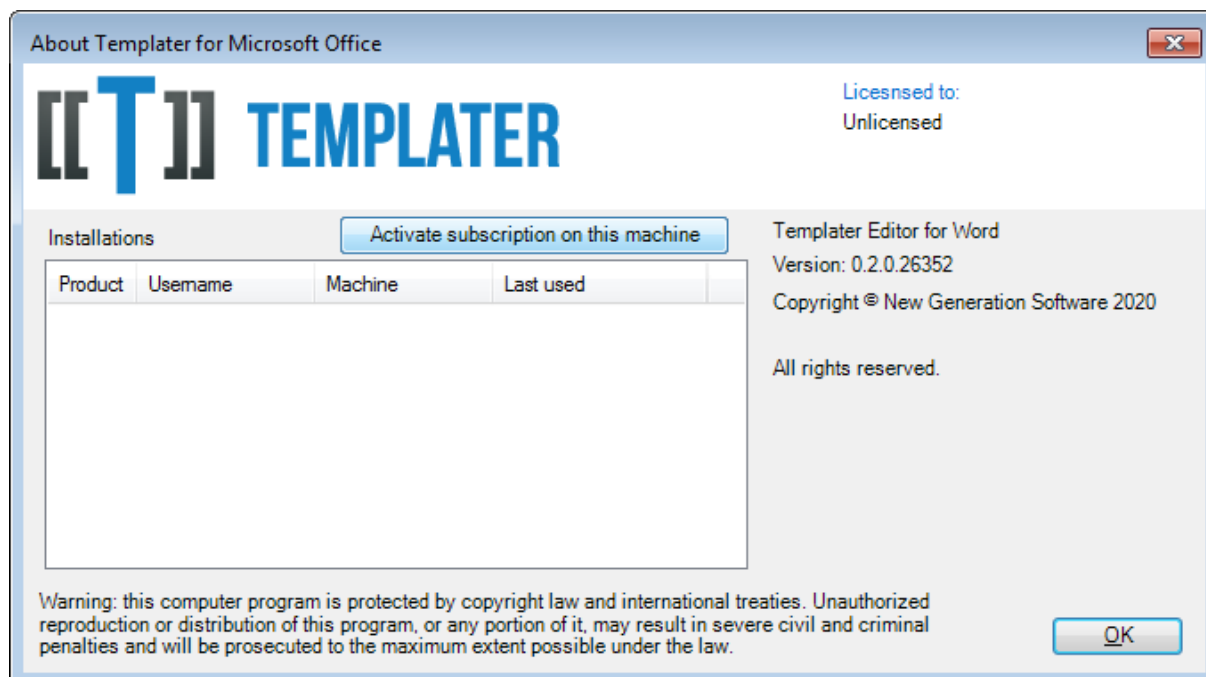 About Templater for Microsoft Office
[[T]] TEMPLATER
Licesnsed to:
Unlicensed
Installations
Activate subscription on this machine
Product Username Machine Last used
Templater Editor for Word
Version: 0.2.0.26352
Copyright © New Generation Software 2020
All rights reserved.
Warning: this computer program is protected by copyright law and international treaties. Unauthorized
reproduction or distribution of this program, or any portion of it, may result in severe civil and criminal
penalties and will be prosecuted to the maximum extent possible under the law.
OK